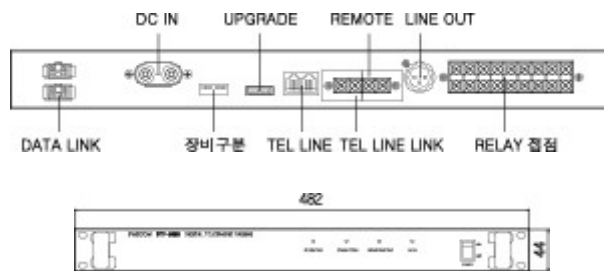 DC IN UPGRADE REMOTE LINE OUT
DATA LINK 장비구분 TEL LINE TEL LINE LINK RELAY 접점
482
44